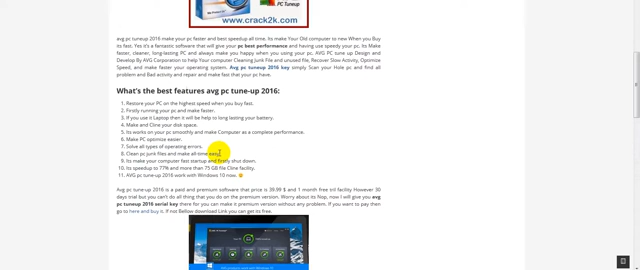 PC Tuneup
www.crack2k.com
avg pc tuneup 2016 make your PC faster and best speedup all time. Its make Your Old computer to new When you Buy
its fast. Yes it's a fantastic software that will give your pc best performance and having use speedy your pc. Its Make
Faster, cleaner, long-lasting PC and always make you happy when you using your pc. AVG PC tune up Design and
Develop By AVG Corporation to help Your computer Cleaning Junk File and unused file, Recover Slow Activity, Optimize
Speed, and make faster your operating system. Avg pc tuneup 2016 key simply Scan your Hole pc and find all
problem and Bad activity and repair and make fast that your pc have.
What's the best features avg pc tune-up 2016:
1. Restore your PC on the highest speed when you buy fast.
2. Firstly running your pc and make faster.
3. If you use it Laptop then it will be help so long lasting your battery.
4. Make and Cline your disk space.
5. Its works on your pc smoothly and make Computer as a complete performance.
6. Make PC optimize easier.
7. Solve all types of operating errors.
8. Clean pc junk files and make all-time easy.
9. Its make your computer fast startup and firstly shut down.
10. Its speedup to 77% and more than 75 GB file Cline facility.
11. AVG PC tune-up 2016 work with Windows 10 now.
Avg pc tune-up 2016 is a paid and premium software that price is 39.99 $ and 1 month free till facility However 30
days trial but you can't do all thing that you do on the premium version. Worry about its Nop, now I will give you avg
pc tuneup 2016 serial key there for you can make it premium version without any problem. If you want to pay then
go to here and buy it. If not Bellow download Link you can get its free.